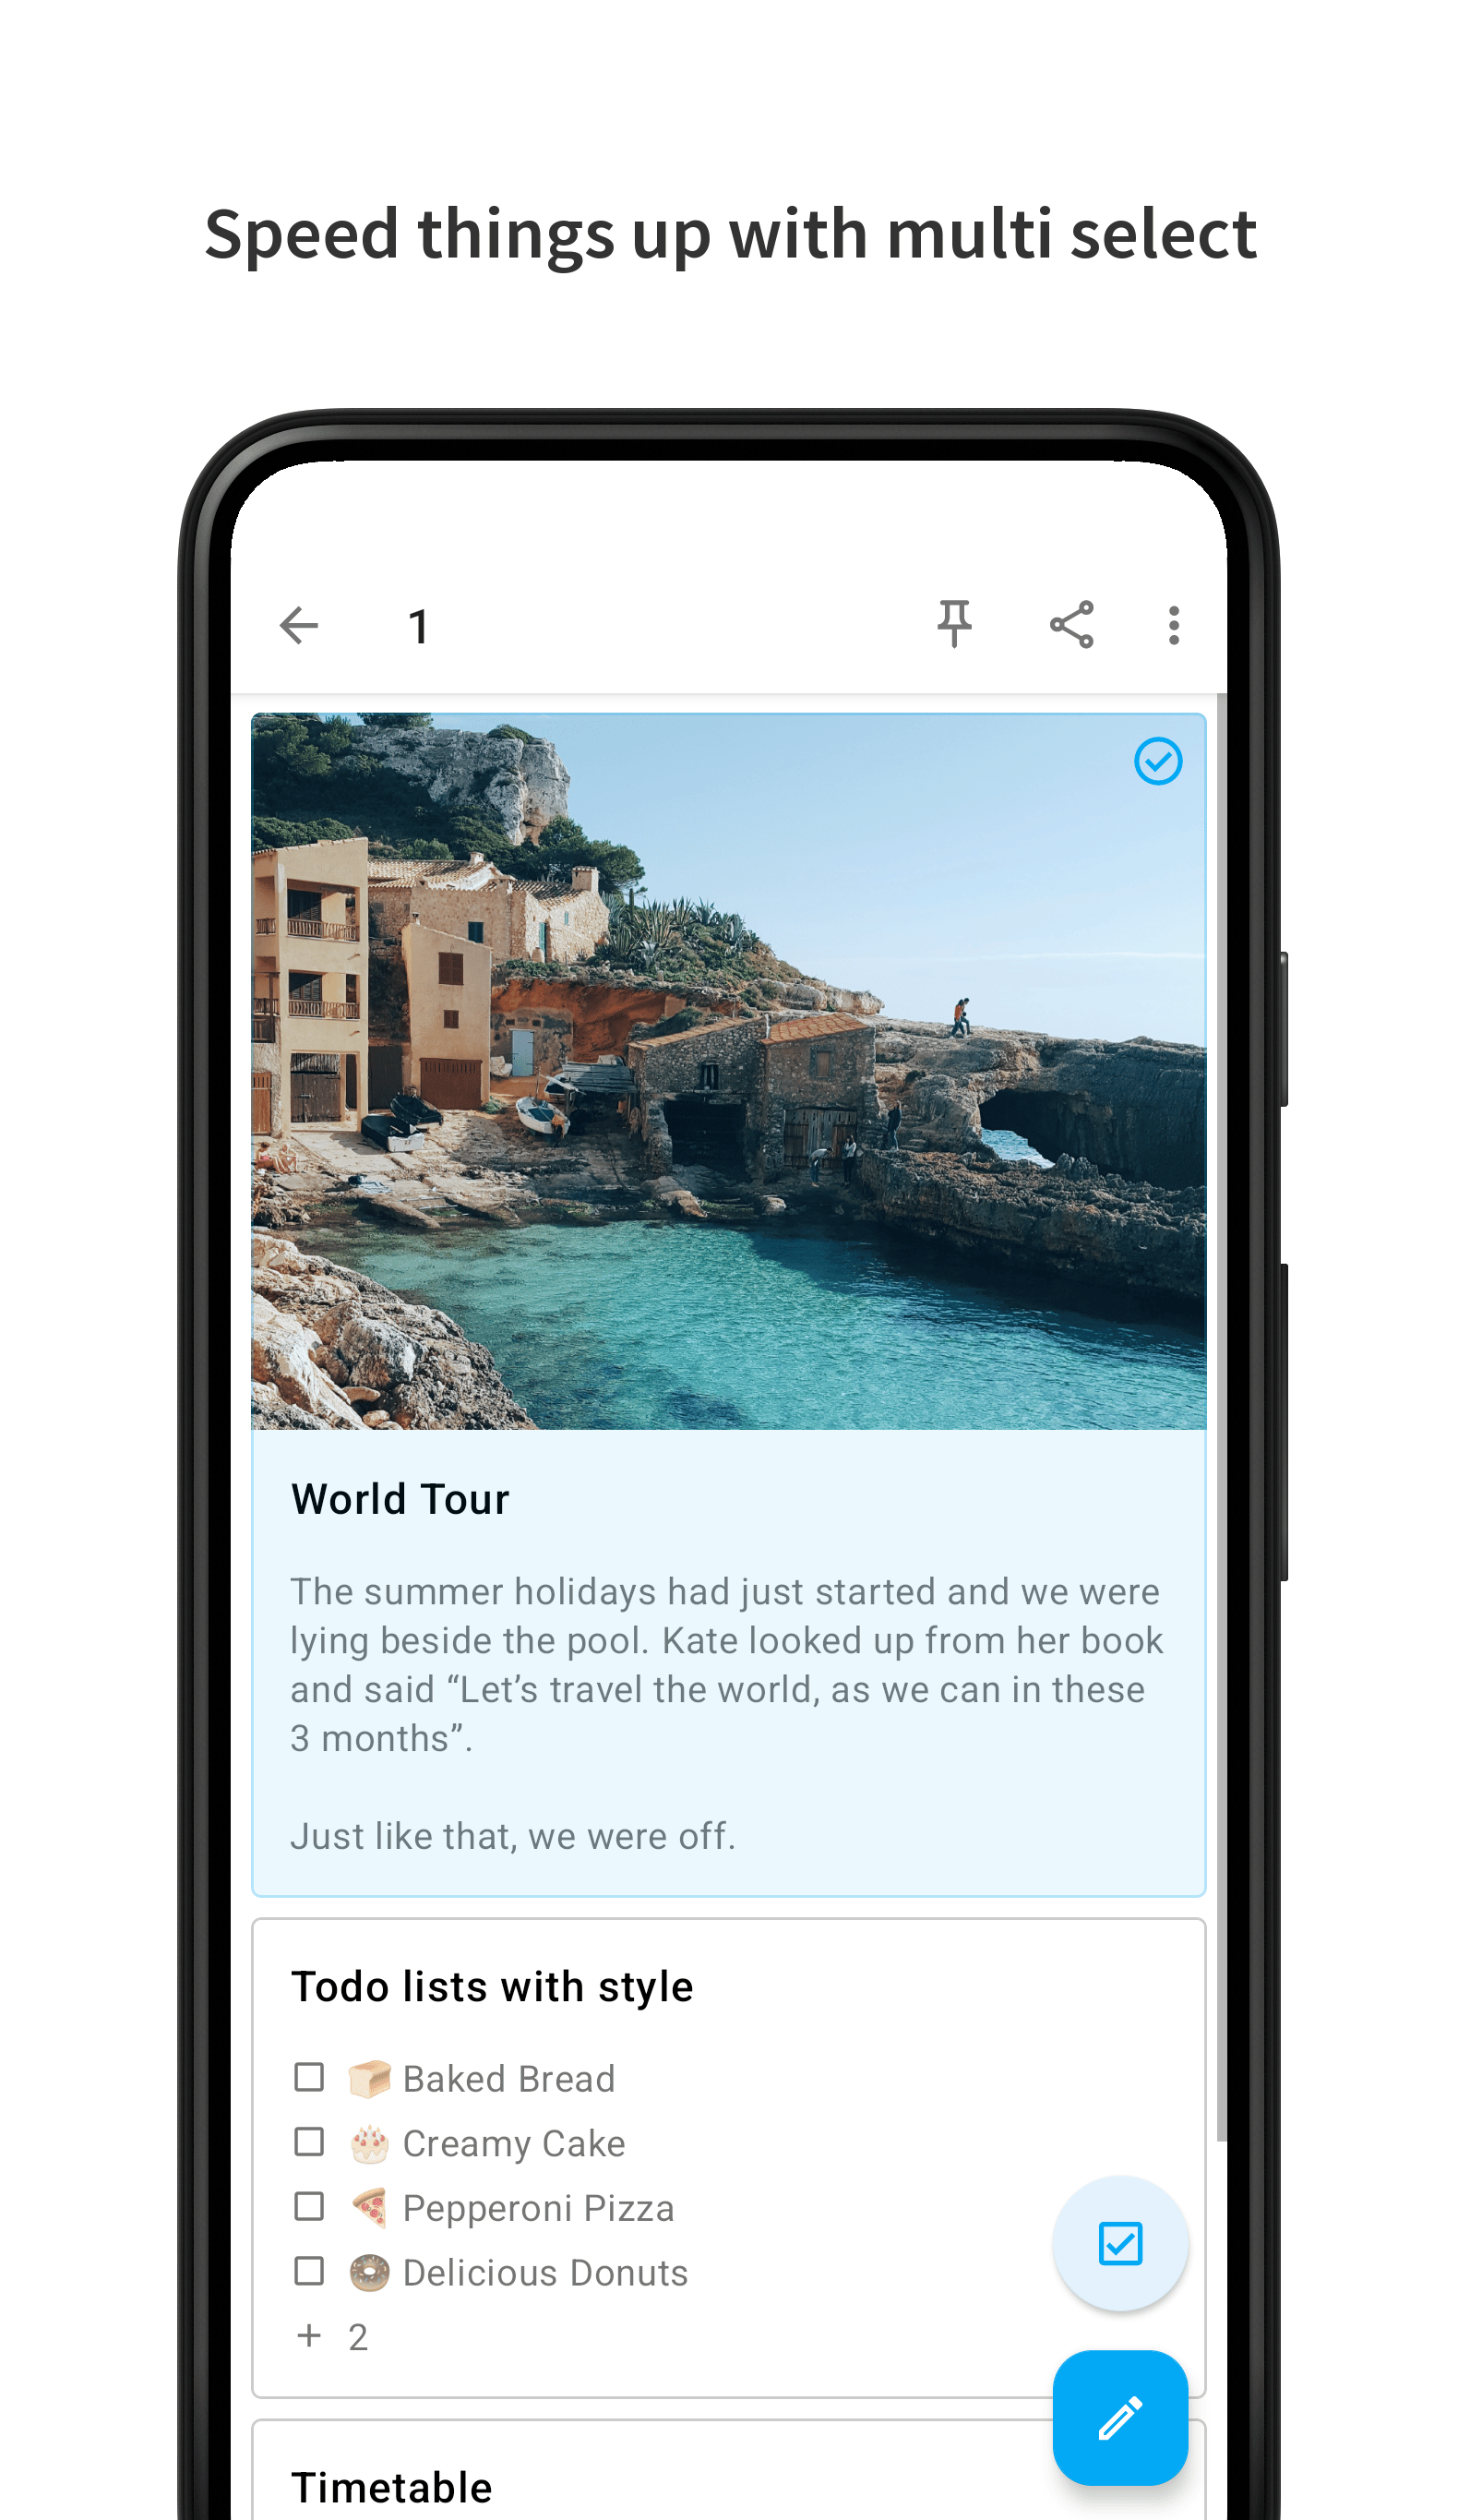 Speed things up with multi select
1
World Tour
The summer holidays had just started and we were
lying beside the pool. Kate looked up from her book
and said “Let’s travel the world, as we can in these
3 months”.
Just like that, we were off.
Todo lists with style
🍞 Baked Bread
🎂 Creamy Cake
🍕 Pepperoni Pizza
🍩 Delicious Donuts
+ 2
Timetable